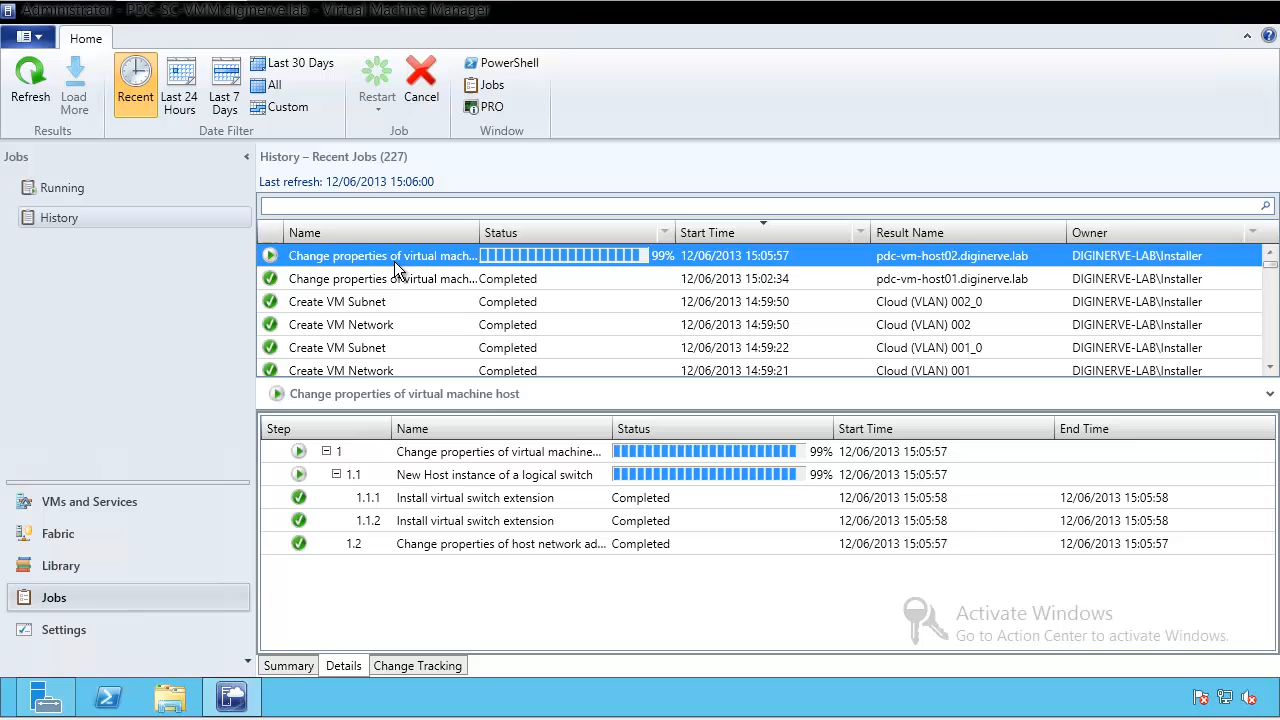 Administrator - PDC-SC-VMM.diginerve.lab - Virtual Machine Manager
Home
Refresh
Load More
Results
Recent
Last 24 Hours
Last 7 Days
Last 30 Days
All
Custom
Date Filter
Restart
Cancel
Job
PowerShell
Jobs
PRO
Window
Jobs
Running
History
History – Recent Jobs (227)
Last refresh: 12/06/2013 15:06:00
Name Status Start Time Result Name Owner
Change properties of virtual mach... 99% 12/06/2013 15:05:57 pdc-vm-host02.diginerve.lab DIGINERVE-LAB\Installer
Change properties of virtual mach... Completed 12/06/2013 15:02:34 pdc-vm-host01.diginerve.lab DIGINERVE-LAB\Installer
Create VM Subnet Completed 12/06/2013 14:59:50 Cloud (VLAN) 002_0 DIGINERVE-LAB\Installer
Create VM Network Completed 12/06/2013 14:59:50 Cloud (VLAN) 002 DIGINERVE-LAB\Installer
Create VM Subnet Completed 12/06/2013 14:59:22 Cloud (VLAN) 001_0 DIGINERVE-LAB\Installer
Create VM Network Completed 12/06/2013 14:59:21 Cloud (VLAN) 001 DIGINERVE-LAB\Installer
Change properties of virtual machine host
Step Name Status Start Time End Time
1 Change properties of virtual machine... 99% 12/06/2013 15:05:57
1.1 New Host instance of a logical switch 99% 12/06/2013 15:05:57
1.1.1 Install virtual switch extension Completed 12/06/2013 15:05:58 12/06/2013 15:05:58
1.1.2 Install virtual switch extension Completed 12/06/2013 15:05:58 12/06/2013 15:05:58
1.2 Change properties of host network ad... Completed 12/06/2013 15:05:57 12/06/2013 15:05:57
VMs and Services
Fabric
Library
Jobs
Settings
Activate Windows
Go to Action Center to activate Windows.
Summary Details Change Tracking